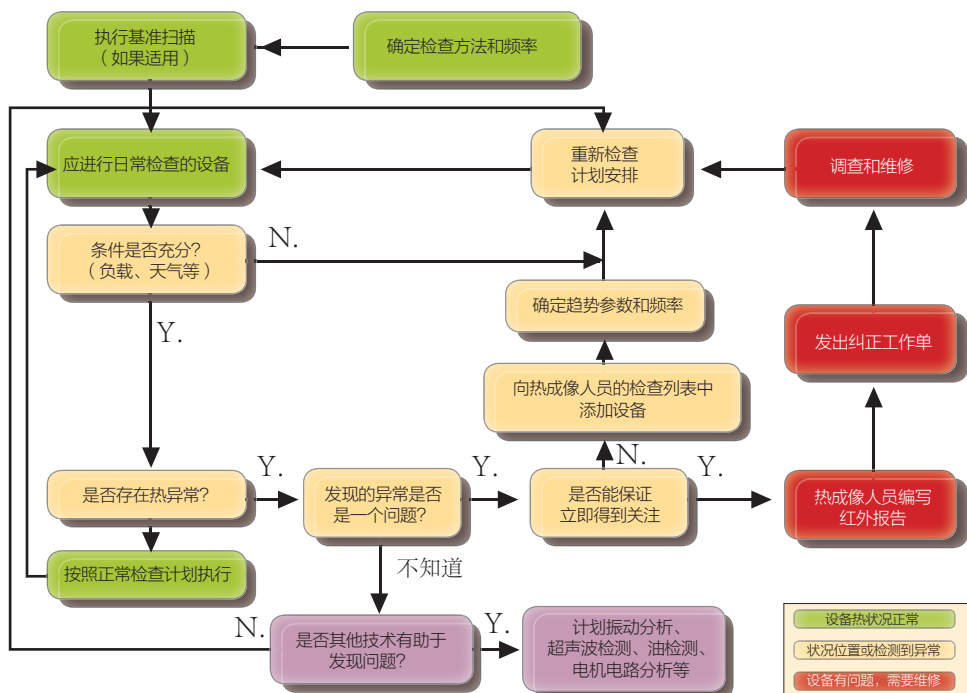 执行基准扫描
（如果适用）
确定检查方法和频率
应进行日常检查的设备
重新检查
计划安排
调查和维修
条件是否充分？
（负载、天气等）
N.
确定趋势参数和频率
Y.
发出纠正工作单
向热成像人员的检查列表中
添加设备
是否存在热异常？
Y.
发现的异常是否
是一个问题？
Y.
是否能保证
立即得到关注
N.
Y.
热成像人员编写
红外报告
按照正常检查计划执行
不知道
N.
是否其他技术有助于
发现问题？
Y.
计划振动分析、
超声波检测、油检测、
电机电路分析等
设备热状况正常
状况位置或检测到异常
设备有问题，需要维修